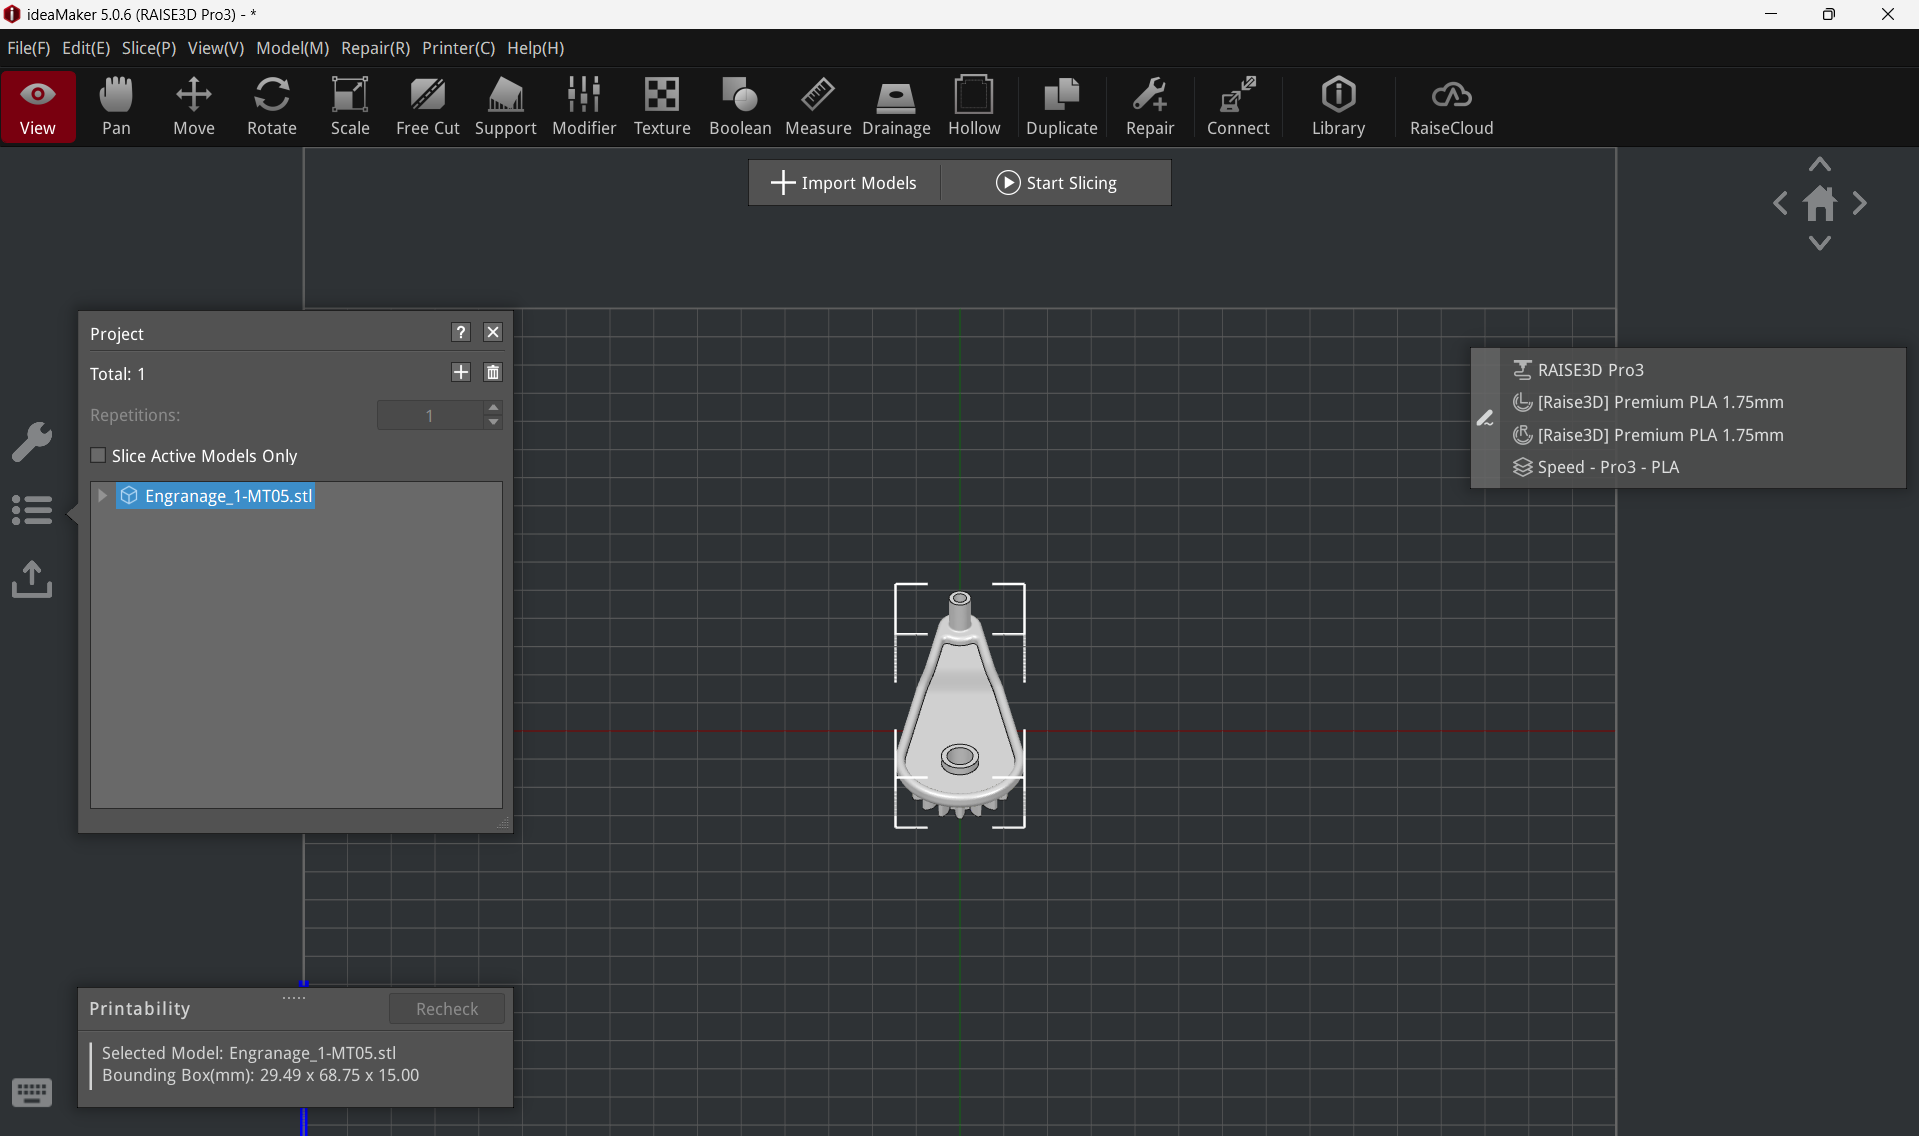 ideaMaker 5.0.6 (RAISE3D Pro3) - *
File(F) Edit(E) Slice(P) View(V) Model(M) Repair(R) Printer(C) Help(H)
View Pan Move Rotate Scale Free Cut Support Modifier Texture Boolean Measure Drainage Hollow Duplicate Repair Connect Library RaiseCloud
Import Models Start Slicing
Project ?
Total: 1
Repetitions: 1
Slice Active Models Only
Engranage_1-MT05.stl
RAISE3D Pro3
[Raise3D] Premium PLA 1.75mm
[Raise3D] Premium PLA 1.75mm
Speed - Pro3 - PLA
Printability Recheck
Selected Model: Engranage_1-MT05.stl
Bounding Box(mm): 29.49 x 68.75 x 15.00